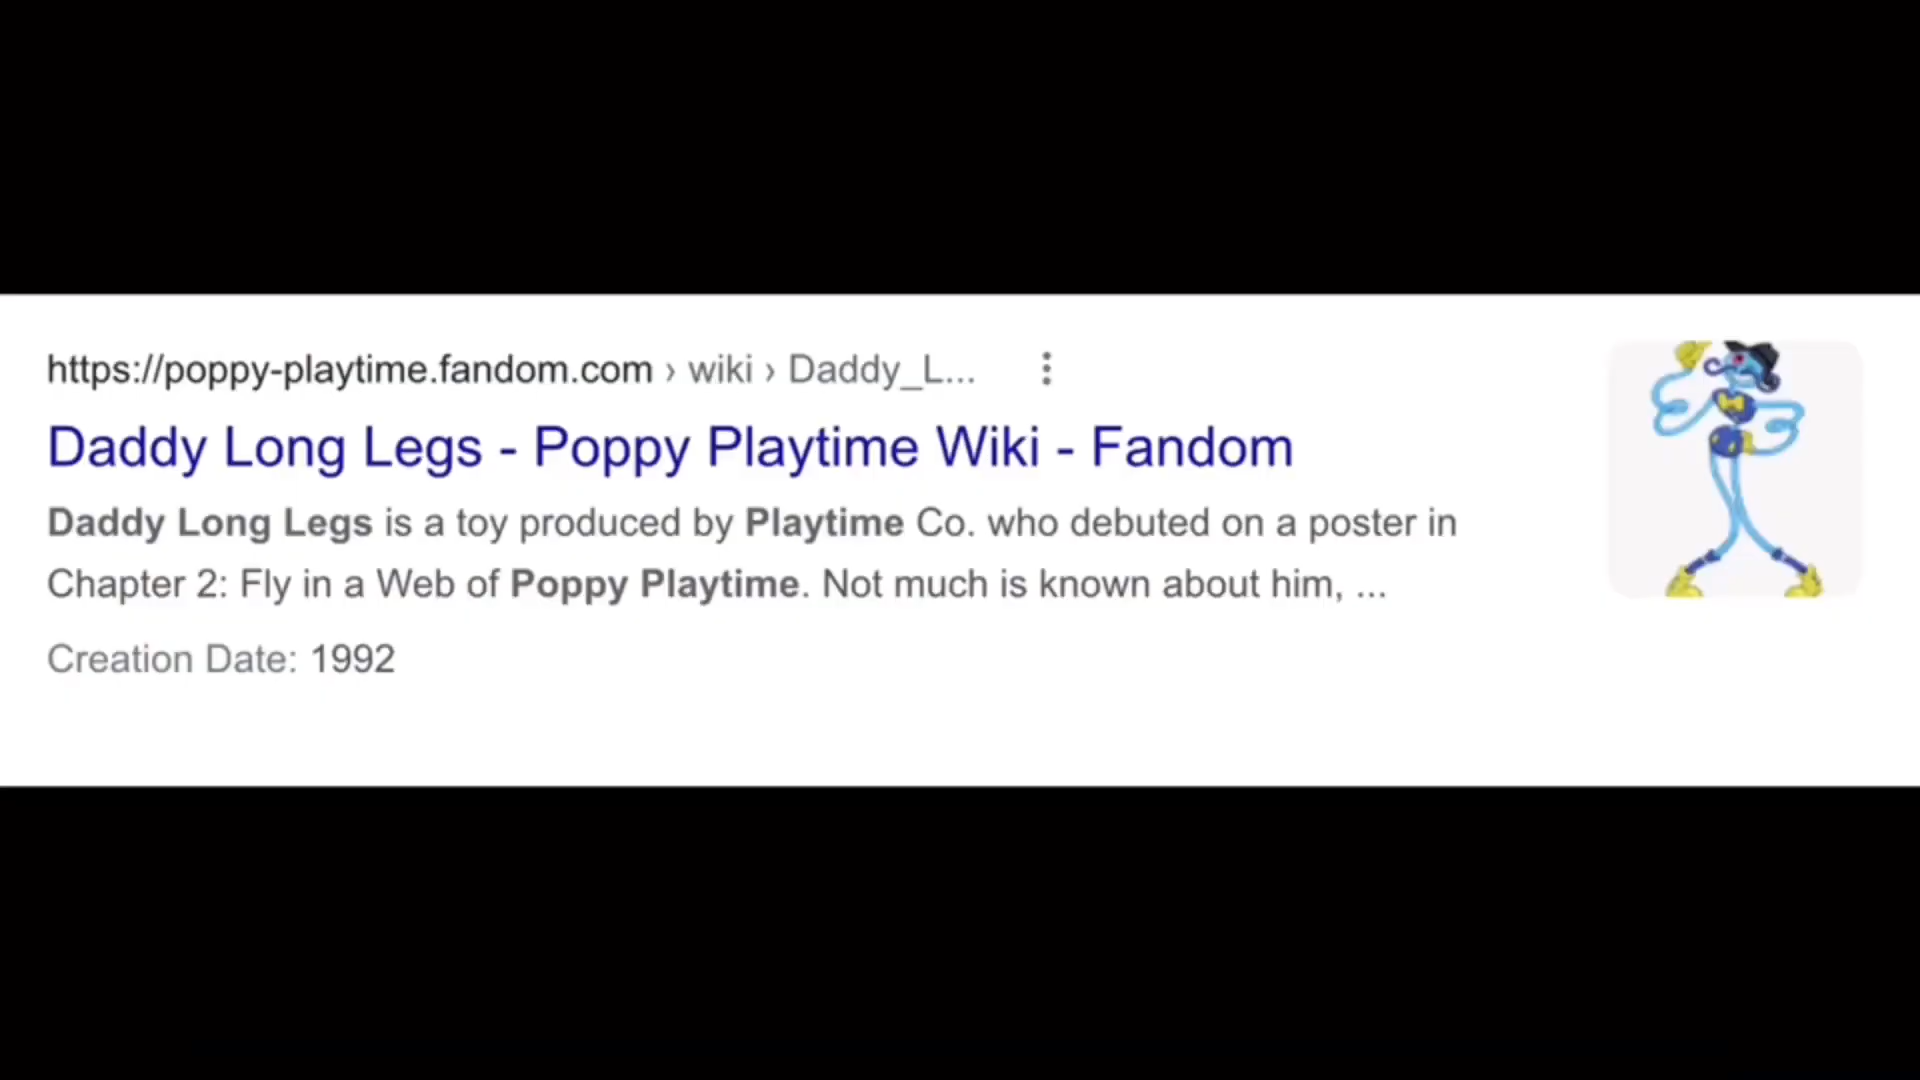 https://poppy-playtime.fandom.com › wiki › Daddy_L...
Daddy Long Legs - Poppy Playtime Wiki - Fandom
Daddy Long Legs is a toy produced by Playtime Co. who debuted on a poster in
Chapter 2: Fly in a Web of Poppy Playtime. Not much is known about him, ...
Creation Date: 1992